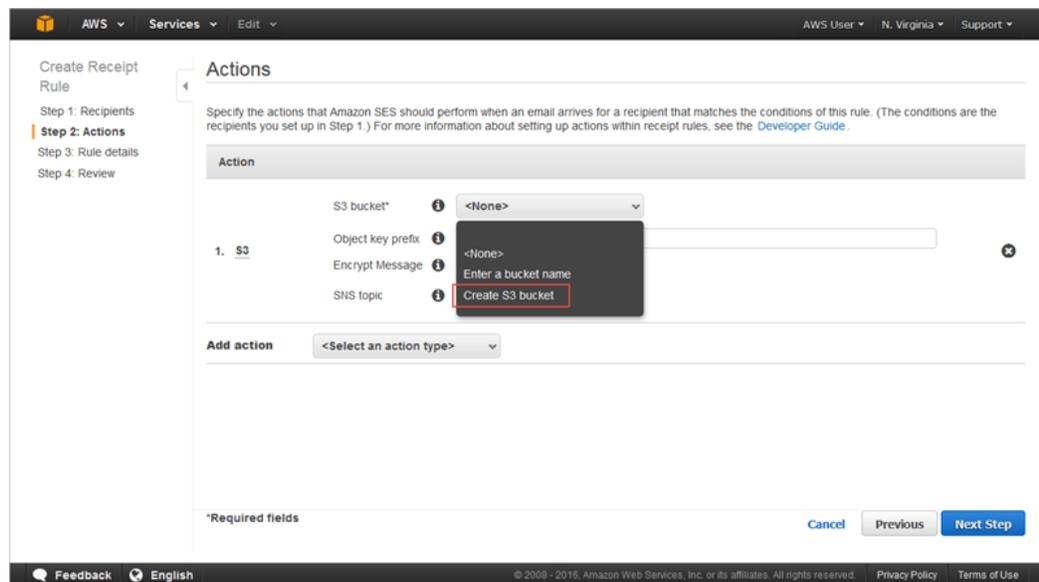 AWS Services Edit AWS User N. Virginia Support
Create Receipt
Rule
Step 1: Recipients
Step 2: Actions
Step 3: Rule details
Step 4: Review
Actions
Specify the actions that Amazon SES should perform when an email arrives for a recipient that matches the conditions of this rule. (The conditions are the
recipients you set up in Step 1.) For more information about setting up actions within receipt rules, see the Developer Guide.
Action
1. S3
S3 bucket* <None>
Object key prefix
Encrypt Message
SNS topic
<None>
Enter a bucket name
Create S3 bucket
Add action <Select an action type>
*Required fields
Cancel Previous Next Step
Feedback English © 2008 - 2016, Amazon Web Services, Inc. or its affiliates. All rights reserved. Privacy Policy Terms of Use